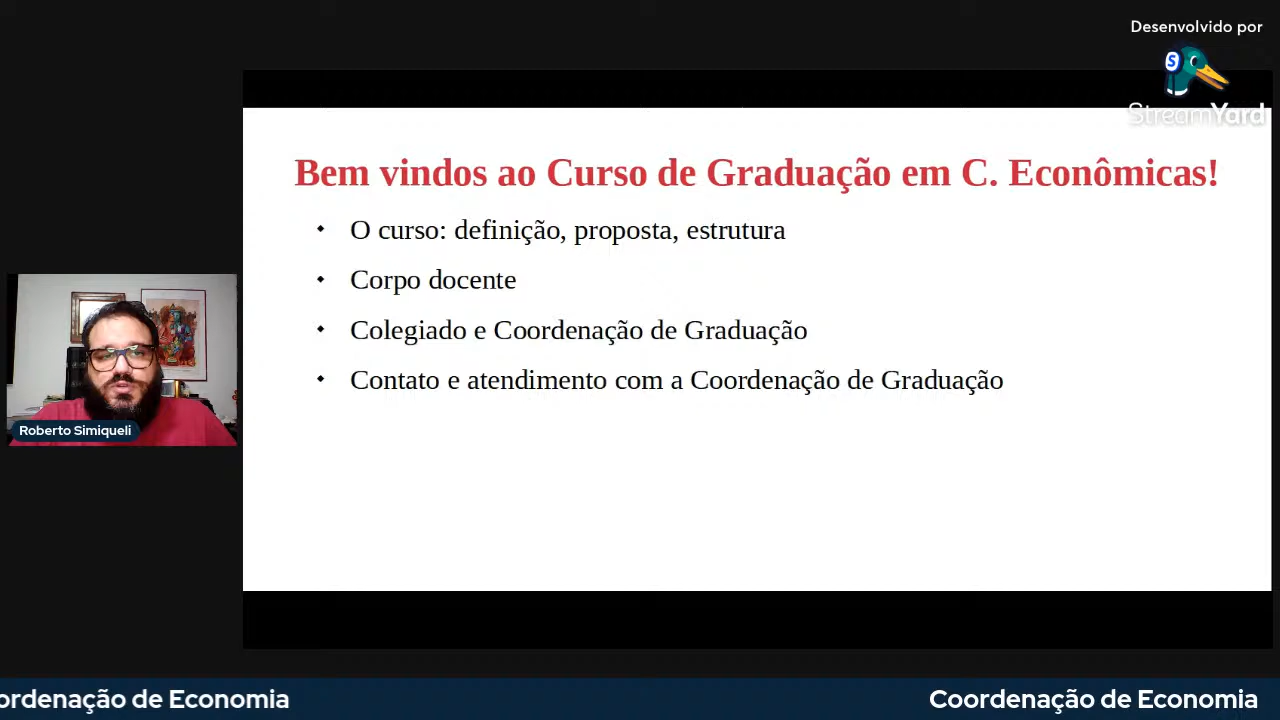 Desenvolvido por
StreamYard
Bem vindos ao Curso de Graduação em C. Econômicas!
O curso: definição, proposta, estrutura
Corpo docente
Colegiado e Coordenação de Graduação
Contato e atendimento com a Coordenação de Graduação
Roberto Simiqueli
ordenação de Economia
Coordenação de Economia